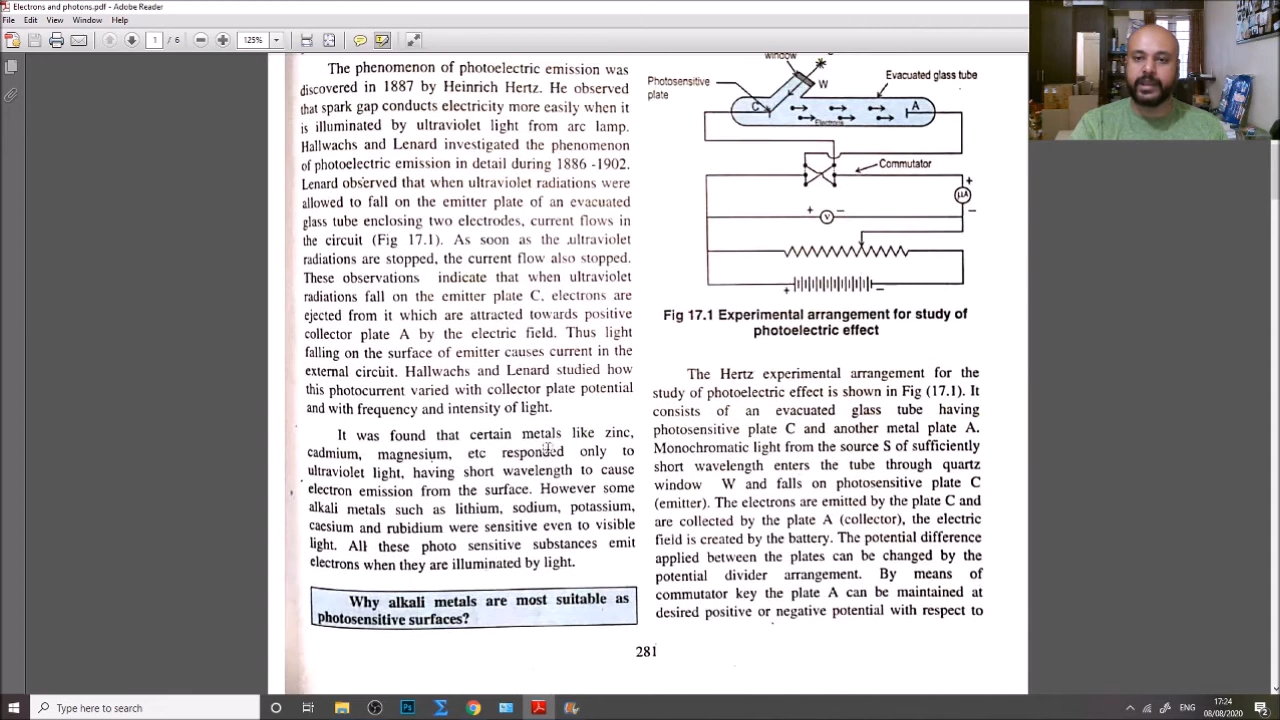 Electrons and photons.pdf - Adobe Reader
File Edit View Window Help
1 / 6 125%
The phenomenon of photoelectric emission was
discovered in 1887 by Heinrich Hertz. He observed
that spark gap conducts electricity more easily when it
is illuminated by ultraviolet light from arc lamp.
Hallwachs and Lenard investigated the phenomenon
of photoelectric emission in detail during 1886 -1902.
Lenard observed that when ultraviolet radiations were
allowed to fall on the emitter plate of an evacuated
glass tube enclosing two electrodes, current flows in
the circuit (Fig 17.1). As soon as the ultraviolet
radiations are stopped, the current flow also stopped.
These observations indicate that when ultraviolet
radiations fall on the emitter plate C, electrons are
ejected from it which are attracted towards positive
collector plate A by the electric field. Thus light
falling on the surface of emitter causes current in the
external circuit. Hallwachs and Lenard studied how
this photocurrent varied with collector plate potential
and with frequency and intensity of light.
It was found that certain metals like zinc,
cadmium, magnesium, etc responded only to
ultraviolet light, having short wavelength to cause
electron emission from the surface. However some
alkali metals such as lithium, sodium, potassium,
caesium and rubidium were sensitive even to visible
light. All these photo sensitive substances emit
electrons when they are illuminated by light.
Why alkali metals are most suitable as
photosensitive surfaces?
window
W
Photosensitive
plate
Evacuated glass tube
C
A
Electrons
Commutator
+
μA
−
+ V −
+ −
Fig 17.1 Experimental arrangement for study of
photoelectric effect
The Hertz experimental arrangement for the
study of photoelectric effect is shown in Fig (17.1). It
consists of an evacuated glass tube having
photosensitive plate C and another metal plate A.
Monochromatic light from the source S of sufficiently
short wavelength enters the tube through quartz
window W and falls on photosensitive plate C
(emitter). The electrons are emitted by the plate C and
are collected by the plate A (collector), the electric
field is created by the battery. The potential difference
applied between the plates can be changed by the
potential divider arrangement. By means of
commutator key the plate A can be maintained at
desired positive or negative potential with respect to
281
Type here to search
17:24
08/08/2020
2